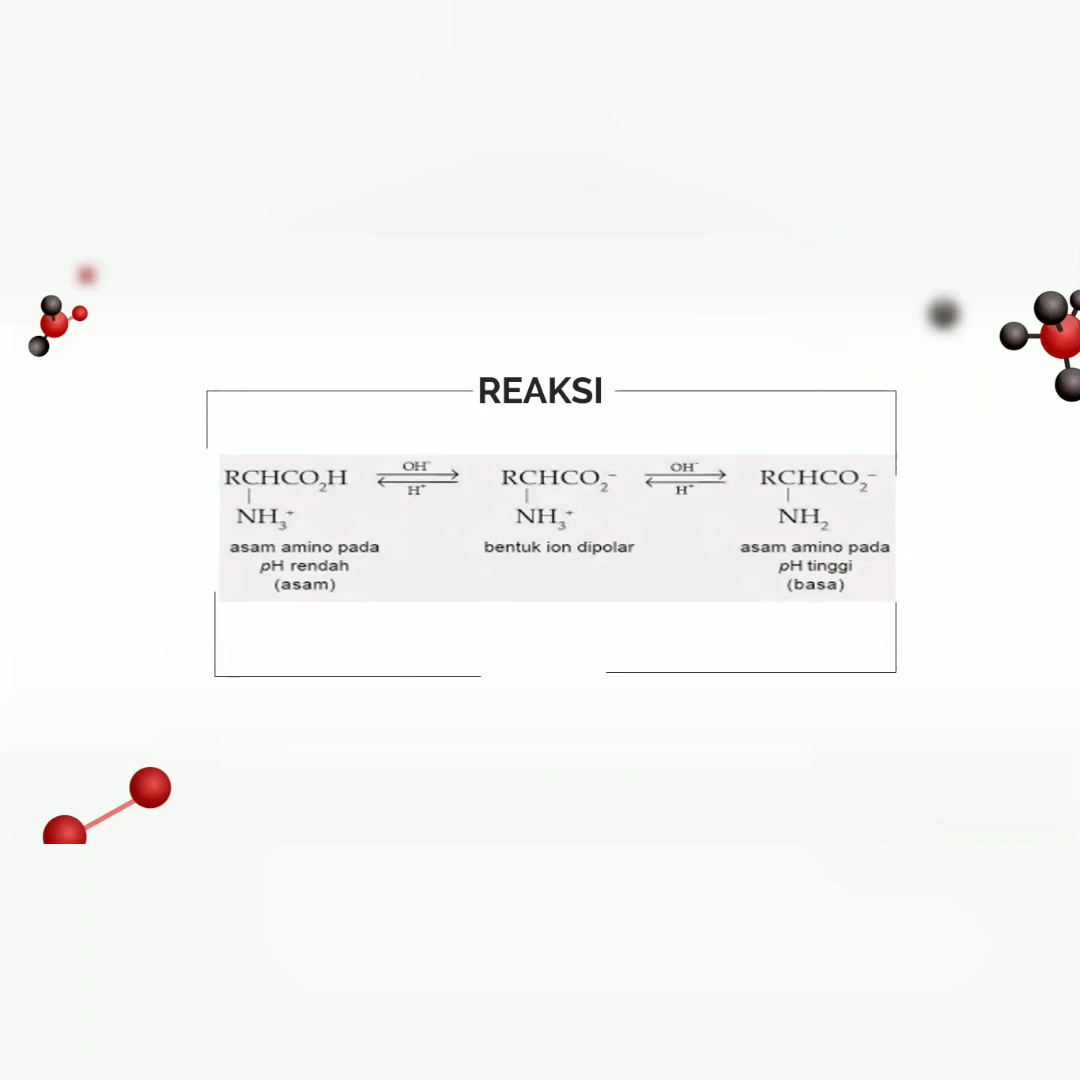 REAKSI
RCHCO₂H OH⁻ H⁺ RCHCO₂⁻ OH⁻ H⁺ RCHCO₂⁻
NH₃⁺ NH₃⁺ NH₂
asam amino pada bentuk ion dipolar asam amino pada
pH rendah pH tinggi
(asam) (basa)